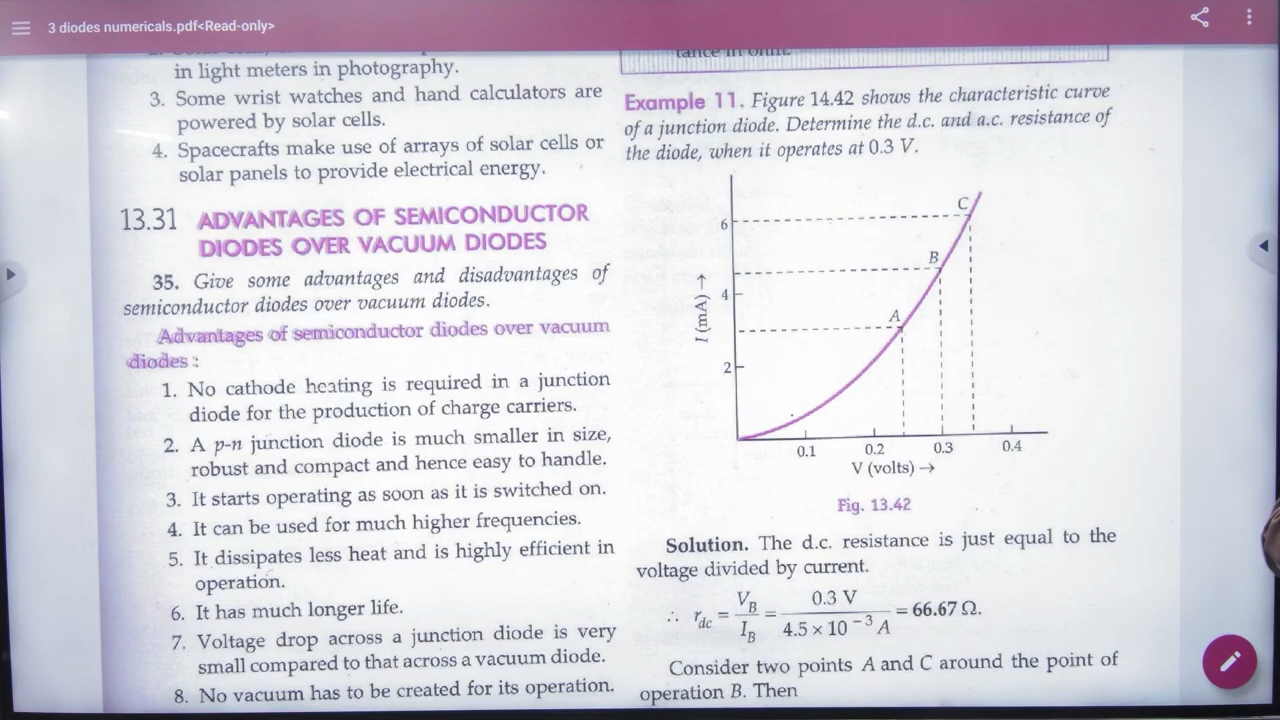 3 diodes numericals.pdf<Read-only>
in light meters in photography.
3. Some wrist watches and hand calculators are
powered by solar cells.
4. Spacecrafts make use of arrays of solar cells or
solar panels to provide electrical energy.
13.31 ADVANTAGES OF SEMICONDUCTOR
DIODES OVER VACUUM DIODES
35. Give some advantages and disadvantages of
semiconductor diodes over vacuum diodes.
Advantages of semiconductor diodes over vacuum
diodes :
1. No cathode heating is required in a junction
diode for the production of charge carriers.
2. A p-n junction diode is much smaller in size,
robust and compact and hence easy to handle.
3. It starts operating as soon as it is switched on.
4. It can be used for much higher frequencies.
5. It dissipates less heat and is highly efficient in
operation.
6. It has much longer life.
7. Voltage drop across a junction diode is very
small compared to that across a vacuum diode.
8. No vacuum has to be created for its operation.
tance in ohm.
Example 11. Figure 14.42 shows the characteristic curve
of a junction diode. Determine the d.c. and a.c. resistance of
the diode, when it operates at 0.3 V.
C
6
B
4
A
I (mA) →
2
0.1 0.2 0.3 0.4
V (volts) →
Fig. 13.42
Solution. The d.c. resistance is just equal to the
voltage divided by current.
∴ r_dc = V_B / I_B = 0.3 V / 4.5 × 10⁻³ A = 66.67 Ω.
Consider two points A and C around the point of
operation B. Then